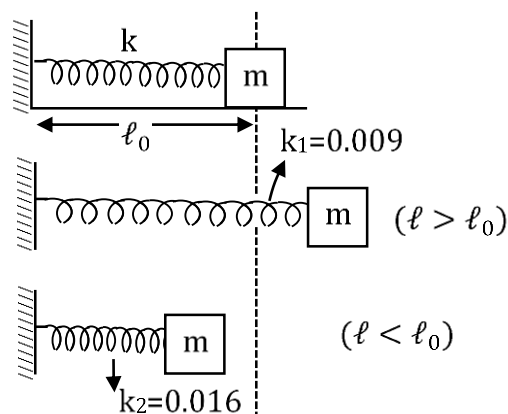 k
m
ℓ₀
k₁=0.009
m
(ℓ > ℓ₀)
m
(ℓ < ℓ₀)
k₂=0.016